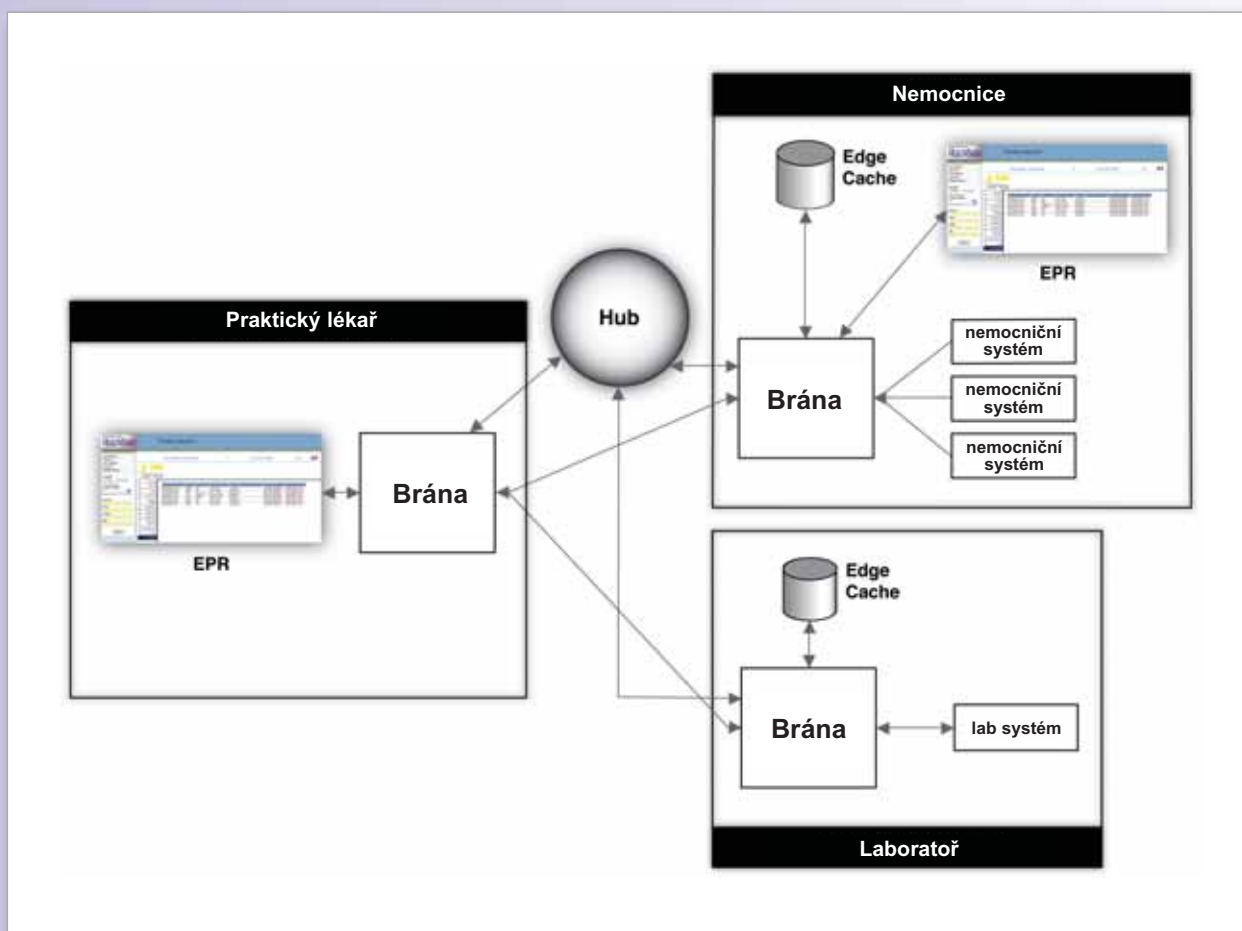 Nemocnice
Edge
Cache
EPR
Hub
Praktický lékař
nemocniční
systém
Brána
nemocniční
systém
nemocniční
systém
Brána
EPR
Edge
Cache
Brána
lab systém
Laboratoř